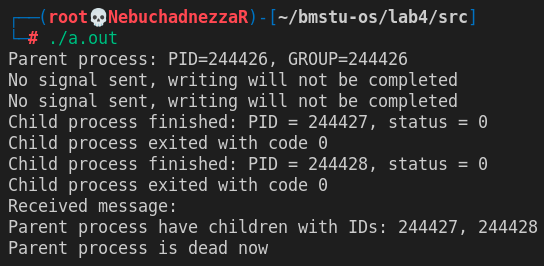 ┌──(root💀NebuchadnezzaR)-[~/bmstu-os/lab4/src]
└─# ./a.out
Parent process: PID=244426, GROUP=244426
No signal sent, writing will not be completed
No signal sent, writing will not be completed
Child process finished: PID = 244427, status = 0
Child process exited with code 0
Child process finished: PID = 244428, status = 0
Child process exited with code 0
Received message:
Parent process have children with IDs: 244427, 244428
Parent process is dead now